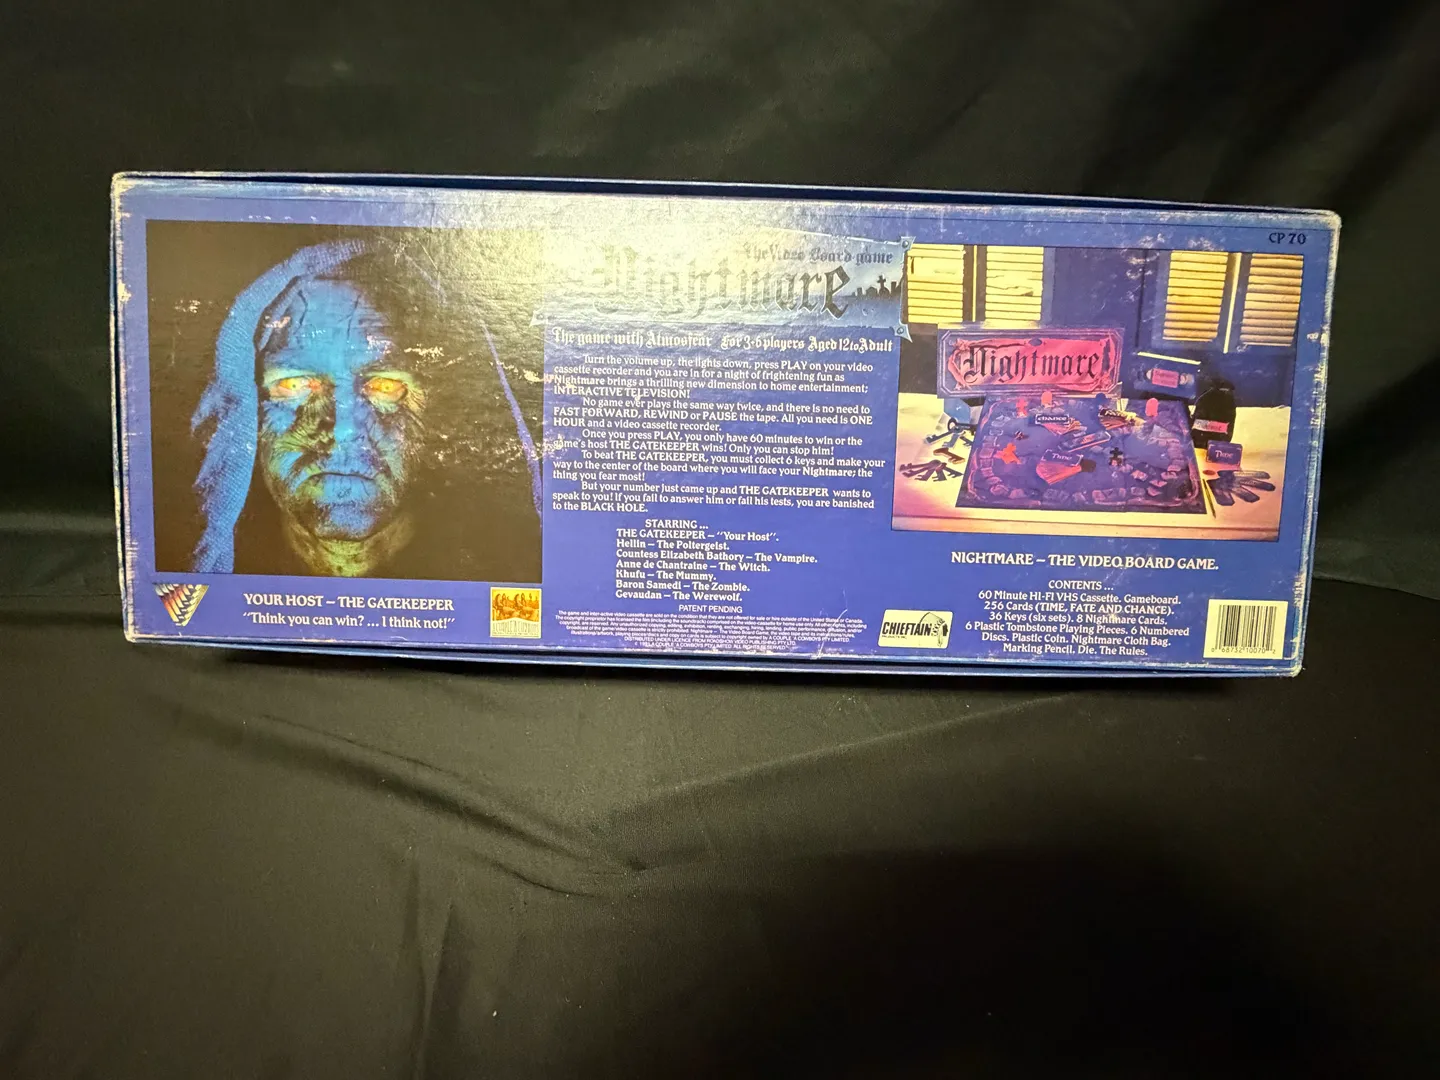 CP 70
The Video Board game
Nightmare
The game with Atmosfear For 3-6 players Aged 12 to Adult
Turn the volume up, the lights down, press PLAY on your video
cassette recorder and you are in for a night of frightening fun as
Nightmare brings a thrilling new dimension to home entertainment;
INTERACTIVE TELEVISION!
No game ever plays the same way twice, and there is no need to
FAST FORWARD, REWIND or PAUSE the tape. All you need is ONE
HOUR and a video cassette recorder.
Once you press PLAY, you only have 60 minutes to win or the
game's host THE GATEKEEPER wins! Only you can stop him!
To beat THE GATEKEEPER, you must collect 6 keys and make your
way to the center of the board where you will face your Nightmare; the
thing you fear most!
But your number just came up and THE GATEKEEPER wants to
speak to you! If you fail to answer him or fail his tests, you are banished
to the BLACK HOLE.
STARRING ...
THE GATEKEEPER – "Your Host".
Hellin – The Poltergeist.
Countess Elizabeth Bathory – The Vampire.
Anne de Chantraine – The Witch.
Khufu – The Mummy.
Baron Samedi – The Zombie.
Gevaudan – The Werewolf.
PATENT PENDING
YOUR HOST – THE GATEKEEPER
"Think you can win? ... I think not!"
Nightmare
chance
Fate
Time
Time
NIGHTMARE – THE VIDEO BOARD GAME.
CONTENTS ...
60 Minute HI-FI VHS Cassette. Gameboard.
256 Cards (TIME, FATE AND CHANCE).
36 Keys (six sets). 8 Nightmare Cards.
6 Plastic Tombstone Playing Pieces. 6 Numbered
Discs. Plastic Coin. Nightmare Cloth Bag.
Marking Pencil. Die. The Rules.
CHIEFTAIN